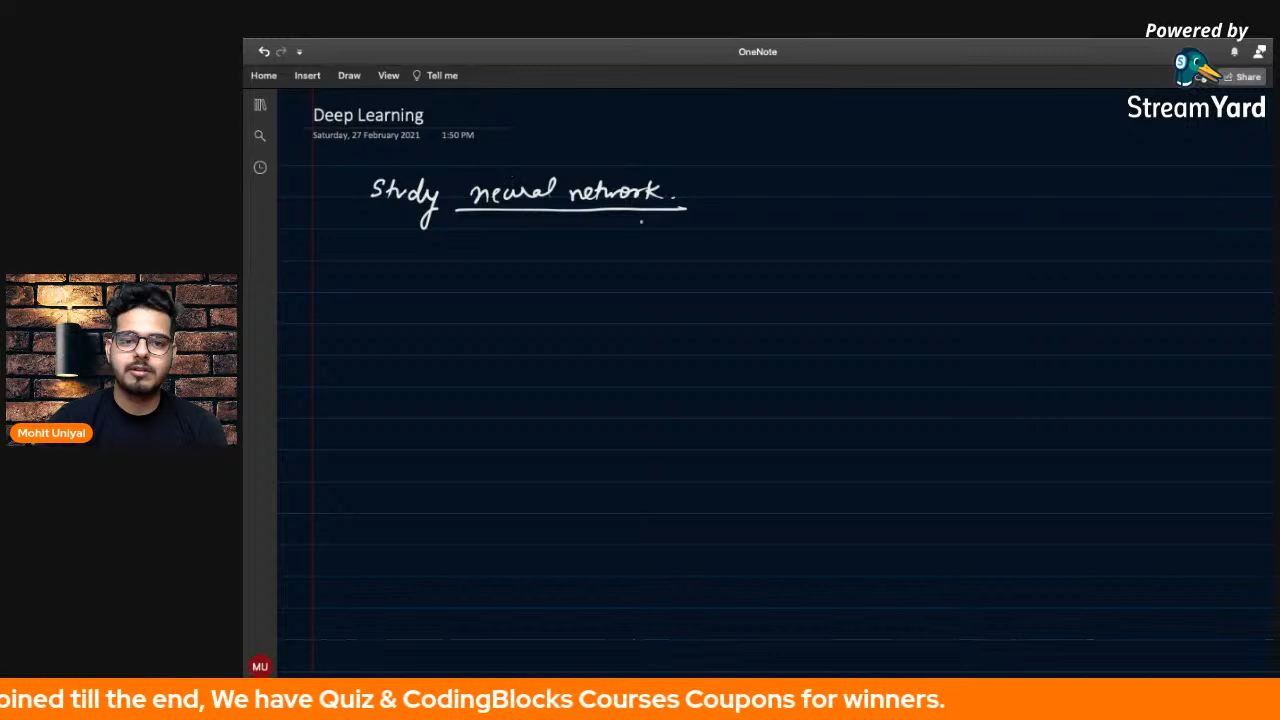 Powered by
StreamYard
OneNote
Home Insert Draw View Tell me
Share
Deep Learning
Saturday, 27 February 2021 1:50 PM
Study neural network.
Mohit Uniyal
MU
oined till the end, We have Quiz & CodingBlocks Courses Coupons for winners.